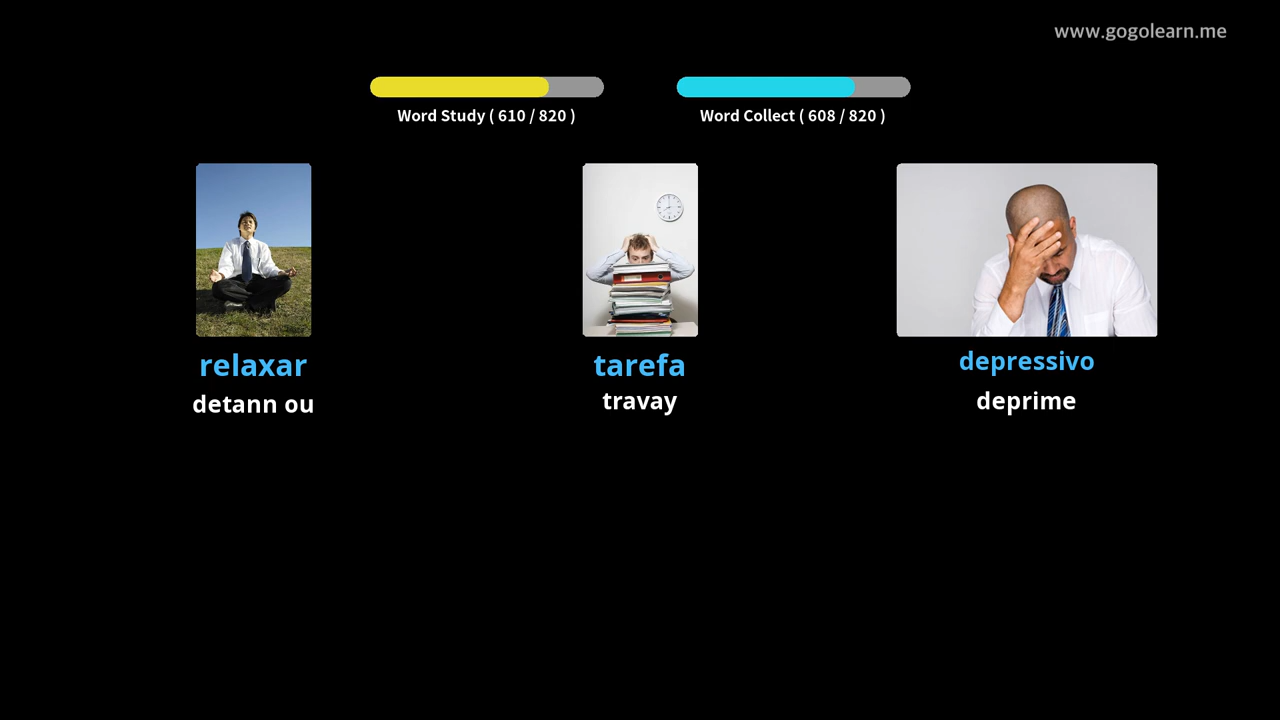 www.gogolearn.me
Word Study ( 610 / 820 )
Word Collect ( 608 / 820 )
relaxar
detann ou
tarefa
travay
depressivo
deprime